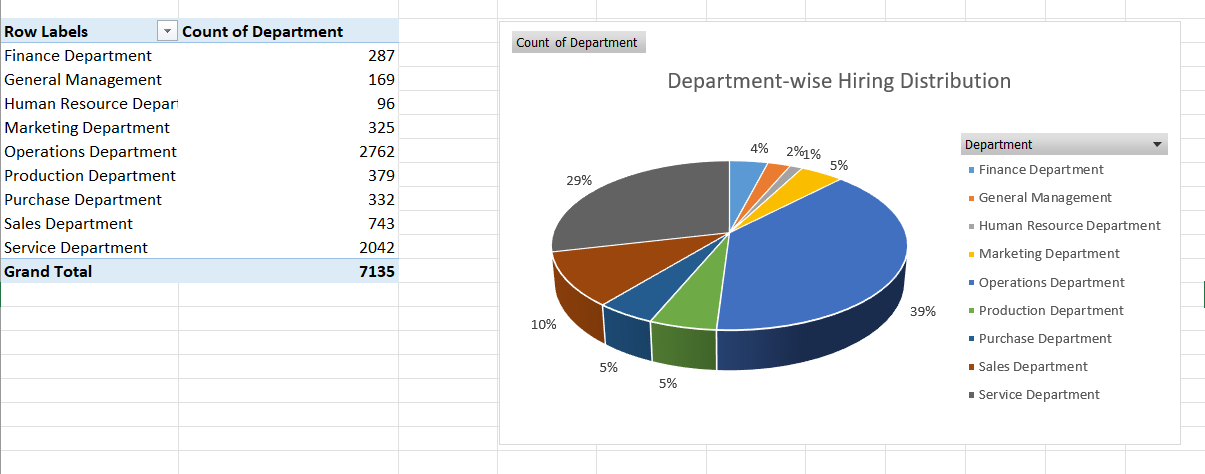 Row Labels Count of Department
Finance Department 287
General Management 169
Human Resource Depar 96
Marketing Department 325
Operations Department 2762
Production Department 379
Purchase Department 332
Sales Department 743
Service Department 2042
Grand Total 7135
Count of Department
Department-wise Hiring Distribution
4%
2%
1%
5%
29%
39%
10%
5%
5%
Department
Finance Department
General Management
Human Resource Department
Marketing Department
Operations Department
Production Department
Purchase Department
Sales Department
Service Department